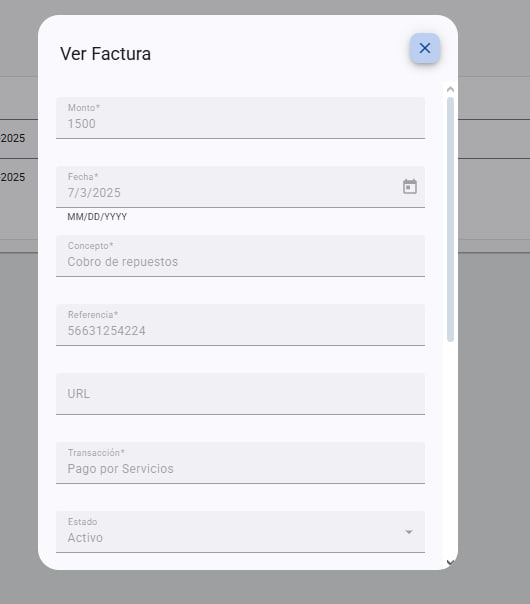 Ver Factura
Monto*
1500
-2025
Fecha*
-2025
7/3/2025
MM/DD/YYYY
Concepto*
Cobro de repuestos
Referencia*
56631254224
URL
Transacción*
Pago por Servicios
Estado
Activo